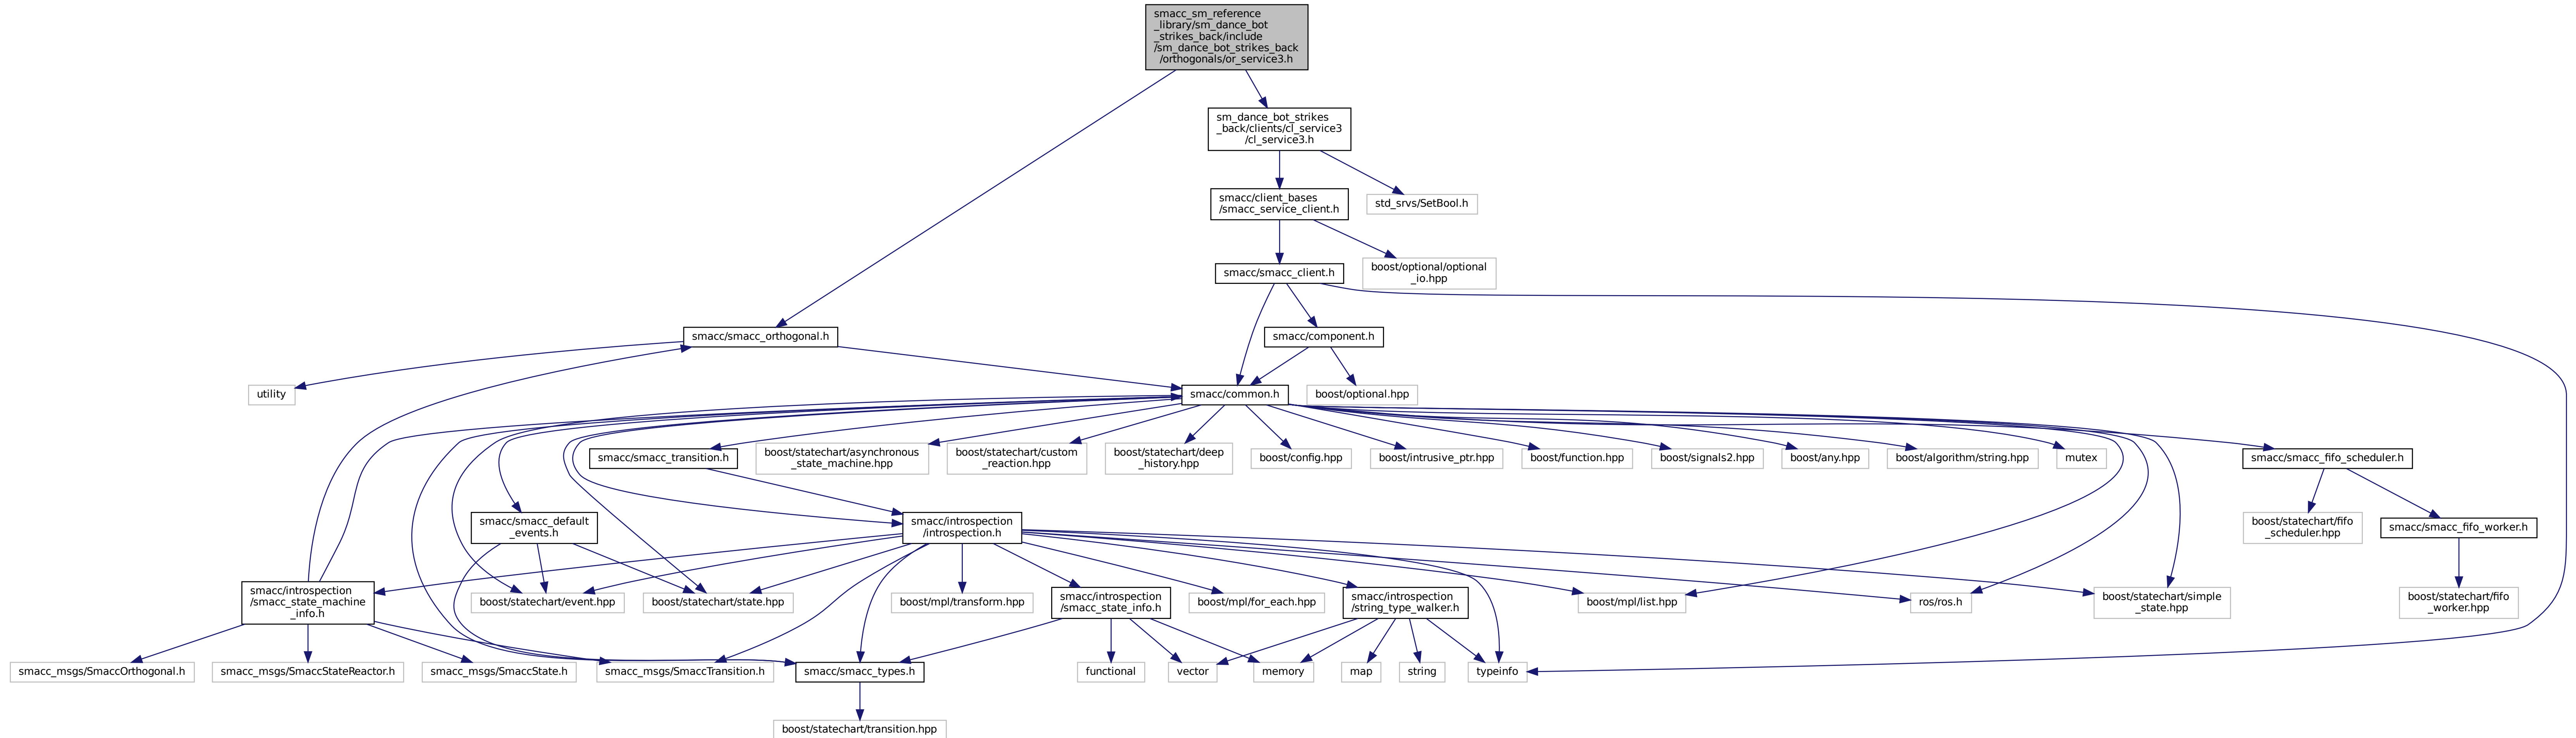 smacc_sm_reference
_library/sm_dance_bot
_strikes_back/include
/sm_dance_bot_strikes_back
/orthogonals/or_service3.h
sm_dance_bot_strikes
_back/clients/cl_service3
/cl_service3.h
smacc/client_bases
/smacc_service_client.h
std_srvs/SetBool.h
smacc/smacc_client.h
boost/optional/optional
_io.hpp
smacc/smacc_orthogonal.h
smacc/component.h
utility
smacc/common.h
boost/optional.hpp
smacc/smacc_transition.h
boost/statechart/asynchronous
_state_machine.hpp
boost/statechart/custom
_reaction.hpp
boost/statechart/deep
_history.hpp
boost/config.hpp
boost/intrusive_ptr.hpp
boost/function.hpp
boost/signals2.hpp
boost/any.hpp
boost/algorithm/string.hpp
mutex
smacc/smacc_fifo_scheduler.h
smacc/smacc_default
_events.h
smacc/introspection
/introspection.h
boost/statechart/fifo
_scheduler.hpp
smacc/smacc_fifo_worker.h
smacc/introspection
/smacc_state_machine
_info.h
boost/statechart/event.hpp
boost/statechart/state.hpp
boost/mpl/transform.hpp
smacc/introspection
/smacc_state_info.h
boost/mpl/for_each.hpp
smacc/introspection
/string_type_walker.h
boost/mpl/list.hpp
ros/ros.h
boost/statechart/simple
_state.hpp
boost/statechart/fifo
_worker.hpp
smacc_msgs/SmaccOrthogonal.h
smacc_msgs/SmaccStateReactor.h
smacc_msgs/SmaccState.h
smacc_msgs/SmaccTransition.h
smacc/smacc_types.h
functional
vector
memory
map
string
typeinfo
boost/statechart/transition.hpp